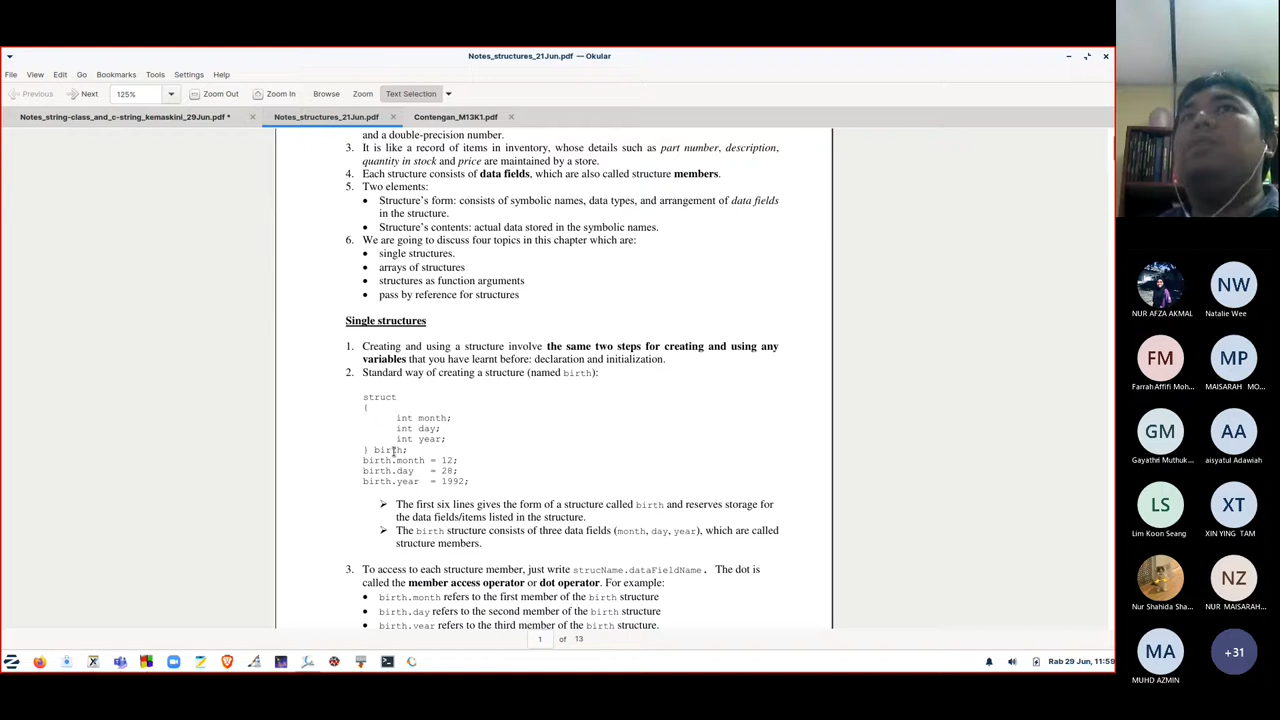 Notes_structures_21Jun.pdf — Okular
File View Edit Go Bookmarks Tools Settings Help
Previous Next 125% Zoom Out Zoom In Browse Zoom Text Selection
Notes_string-class_and_c-string_kemaskini_29Jun.pdf * Notes_structures_21Jun.pdf Contengan_M13K1.pdf
and a double-precision number.
3. It is like a record of items in inventory, whose details such as part number, description,
quantity in stock and price are maintained by a store.
4. Each structure consists of data fields, which are also called structure members.
5. Two elements:
• Structure's form: consists of symbolic names, data types, and arrangement of data fields
in the structure.
• Structure's contents: actual data stored in the symbolic names.
6. We are going to discuss four topics in this chapter which are:
• single structures.
• arrays of structures
• structures as function arguments
• pass by reference for structures
Single structures
1. Creating and using a structure involve the same two steps for creating and using any
variables that you have learnt before: declaration and initialization.
2. Standard way of creating a structure (named birth):
struct
{
int month;
int day;
int year;
} birth;
birth.month = 12;
birth.day = 28;
birth.year = 1992;
➢ The first six lines gives the form of a structure called birth and reserves storage for
the data fields/items listed in the structure.
➢ The birth structure consists of three data fields (month, day, year), which are called
structure members.
3. To access to each structure member, just write strucName.dataFieldName. The dot is
called the member access operator or dot operator. For example:
• birth.month refers to the first member of the birth structure
• birth.day refers to the second member of the birth structure
• birth.year refers to the third member of the birth structure.
1 of 13
Rab 29 Jun, 11:59
NW
NUR AFZA AKMAL Natalie Wee
FM MP
Farrah Affifi Moh... MAISARAH MO...
GM AA
Gayathri Muthuk... aisyatul Adawiah
LS XT
Lim Koon Seang XIN YING TAM
NZ
Nur Shahida Sha... NUR MAISARAH...
MA +31
MUHD AZMIN